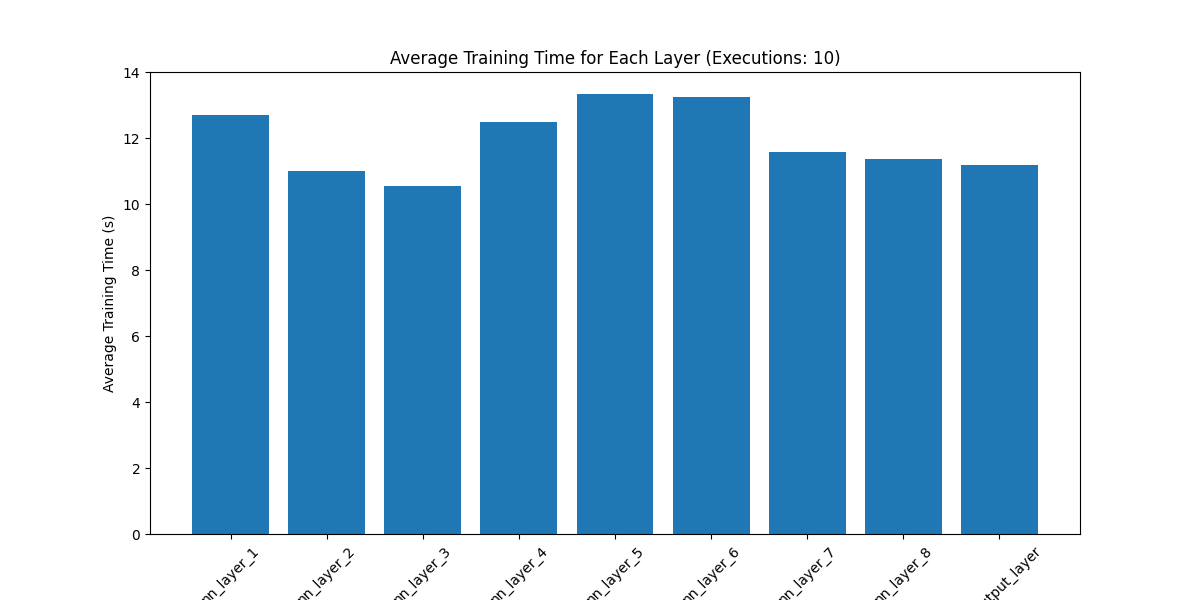 Average Training Time for Each Layer (Executions: 10)
Average Training Time (s)
14
12
10
8
6
4
2
0
nn_layer_1
nn_layer_2
nn_layer_3
nn_layer_4
nn_layer_5
nn_layer_6
nn_layer_7
nn_layer_8
tput_layer